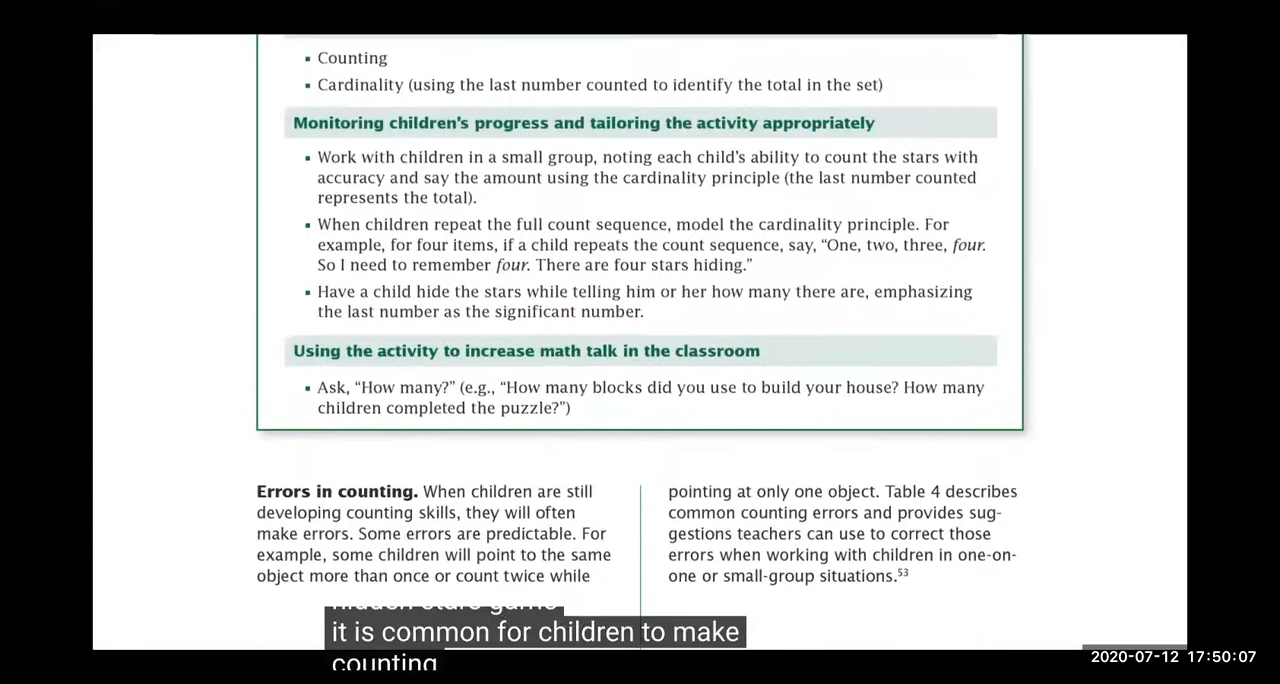 ▪ Counting
▪ Cardinality (using the last number counted to identify the total in the set)
Monitoring children's progress and tailoring the activity appropriately
▪ Work with children in a small group, noting each child's ability to count the stars with
accuracy and say the amount using the cardinality principle (the last number counted
represents the total).
▪ When children repeat the full count sequence, model the cardinality principle. For
example, for four items, if a child repeats the count sequence, say, “One, two, three, four.
So I need to remember four. There are four stars hiding.”
▪ Have a child hide the stars while telling him or her how many there are, emphasizing
the last number as the significant number.
Using the activity to increase math talk in the classroom
▪ Ask, “How many?” (e.g., “How many blocks did you use to build your house? How many
children completed the puzzle?”)
Errors in counting. When children are still
developing counting skills, they will often
make errors. Some errors are predictable. For
example, some children will point to the same
object more than once or count twice while
pointing at only one object. Table 4 describes
common counting errors and provides sug-
gestions teachers can use to correct those
errors when working with children in one-on-
one or small-group situations.53
hidden stars game
it is common for children to make
counting
2020-07-12 17:50:07